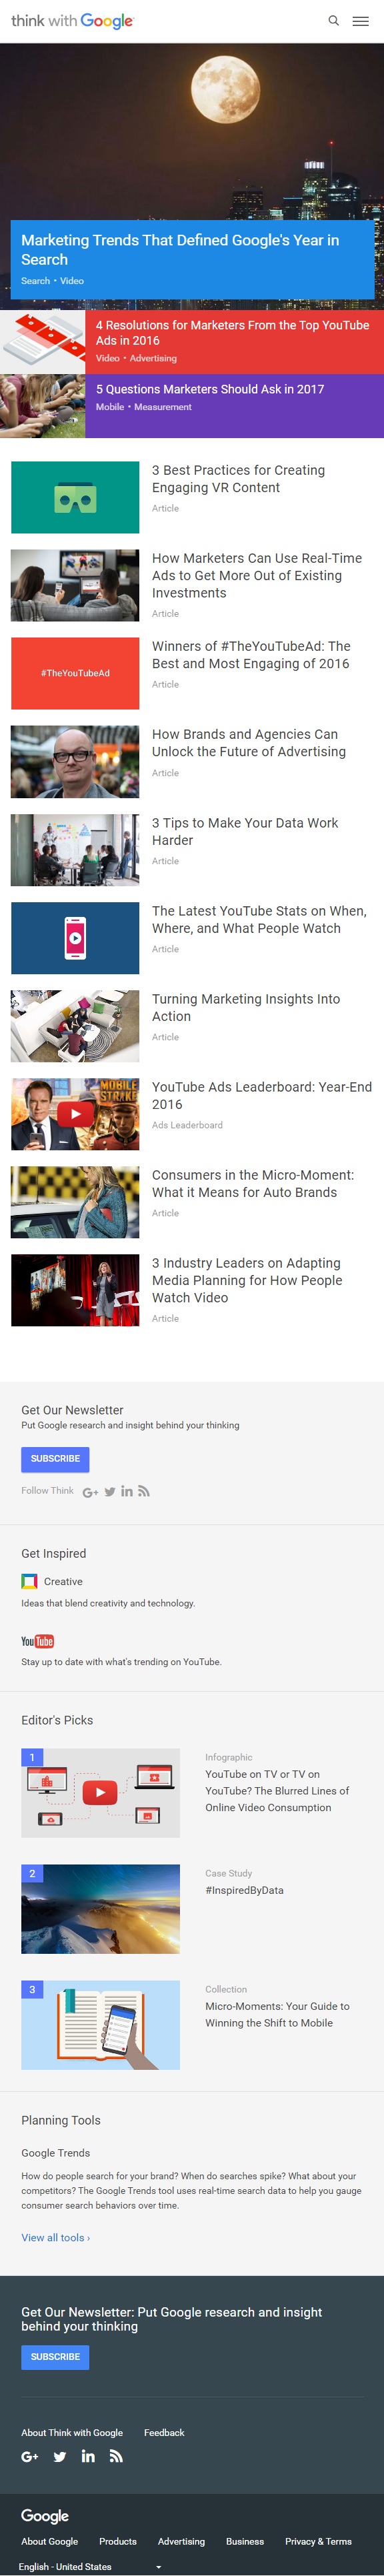 think with Google
Marketing Trends That Defined Google's Year in
Search
Search • Video
4 Resolutions for Marketers From the Top YouTube
Ads in 2016
Video • Advertising
5 Questions Marketers Should Ask in 2017
Mobile • Measurement
3 Best Practices for Creating
Engaging VR Content
Article
How Marketers Can Use Real-Time
Ads to Get More Out of Existing
Investments
Article
#TheYouTubeAd
Winners of #TheYouTubeAd: The
Best and Most Engaging of 2016
Article
How Brands and Agencies Can
Unlock the Future of Advertising
Article
3 Tips to Make Your Data Work
Harder
Article
The Latest YouTube Stats on When,
Where, and What People Watch
Article
Turning Marketing Insights Into
Action
Article
MOBILE
STRIKE
YouTube Ads Leaderboard: Year-End
2016
Ads Leaderboard
Consumers in the Micro-Moment:
What it Means for Auto Brands
Article
3 Industry Leaders on Adapting
Media Planning for How People
Watch Video
Article
Get Our Newsletter
Put Google research and insight behind your thinking
SUBSCRIBE
Follow Think G+ in
Get Inspired
Creative
Ideas that blend creativity and technology.
YouTube
Stay up to date with what's trending on YouTube.
Editor's Picks
1
Infographic
YouTube on TV or TV on
YouTube? The Blurred Lines of
Online Video Consumption
2
Case Study
#InspiredByData
3
Collection
Micro-Moments: Your Guide to
Winning the Shift to Mobile
Planning Tools
Google Trends
How do people search for your brand? When do searches spike? What about your
competitors? The Google Trends tool uses real-time search data to help you gauge
consumer search behaviors over time.
View all tools ›
Get Our Newsletter: Put Google research and insight
behind your thinking
SUBSCRIBE
About Think with Google Feedback
G+ in
Google
About Google Products Advertising Business Privacy & Terms
English - United States